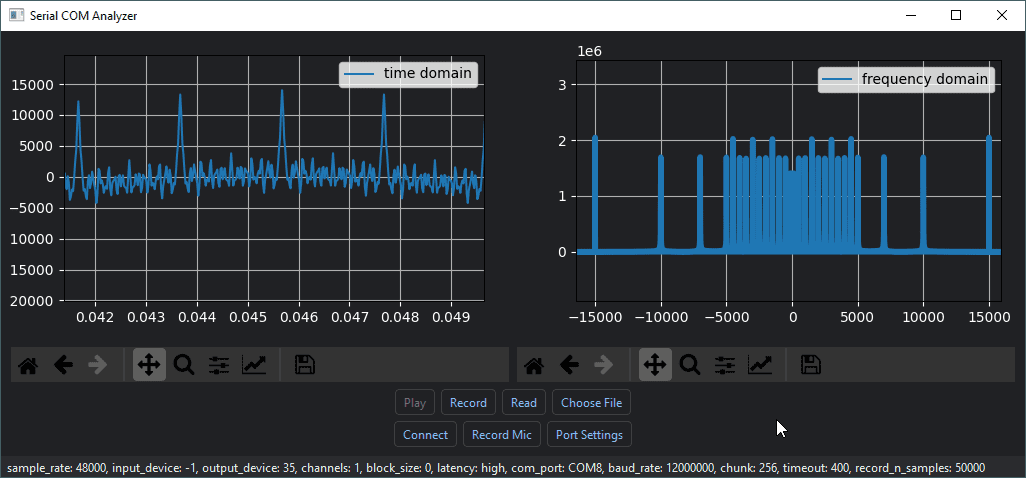 Serial COM Analyzer
time domain
15000
10000
5000
0
5000
10000
15000
20000
0.042 0.043 0.044 0.045 0.046 0.047 0.048 0.049
1e6
frequency domain
3
2
1
0
−15000 −10000 −5000 0 5000 10000 15000
Play Record Read Choose File
Connect Record Mic Port Settings
sample_rate: 48000, input_device: -1, output_device: 35, channels: 1, block_size: 0, latency: high, com_port: COM8, baud_rate: 12000000, chunk: 256, timeout: 400, record_n_samples: 50000